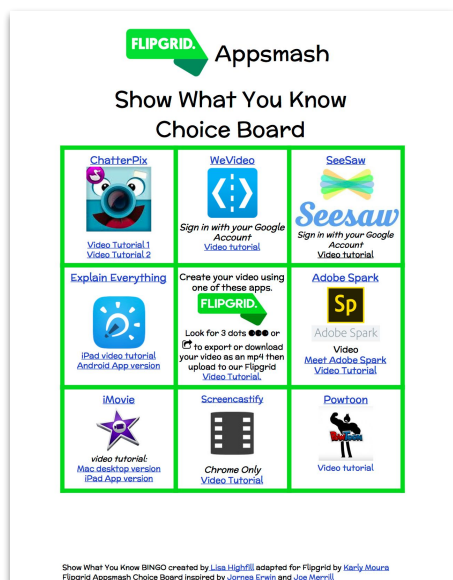 FLIPGRID. Appsmash
Show What You Know
Choice Board
ChatterPix
Video Tutorial 1
Video Tutorial 2
WeVideo
Sign in with your Google
Account
Video tutorial
SeeSaw
Seesaw
Sign in with your Google
Account
Video tutorial
Explain Everything
iPad video tutorial
Android App version
Create your video using
one of these apps.
FLIPGRID.
Look for 3 dots ●●● or
to export or download
your video as an mp4 then
upload to our Flipgrid
Video Tutorial.
Adobe Spark
Sp
Adobe Spark
Video
Meet Adobe Spark
Video Tutorial
iMovie
video tutorial:
Mac desktop version
iPad App version
Screencastify
Chrome Only
Video Tutorial
Powtoon
PowToon
Video tutorial
Show What You Know BINGO created by Lisa Highfill adapted for Flipgrid by Karly Moura
Flipgrid Appsmash Choice Board inspired by Jornea Erwin and Joe Merrill